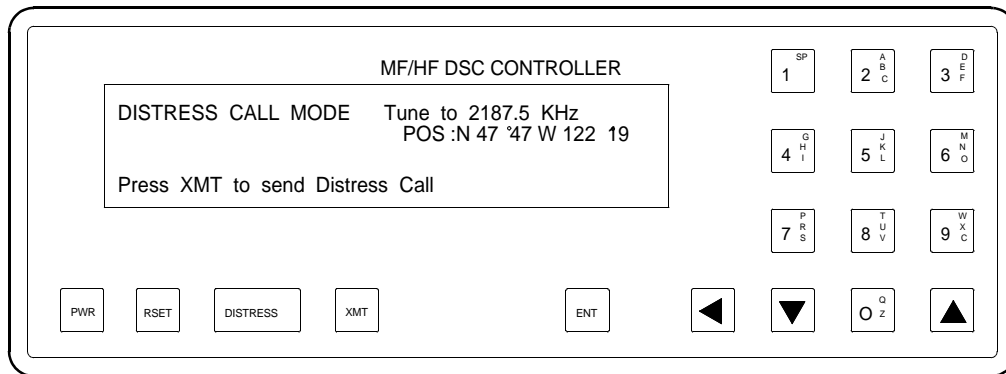 MF/HF DSC CONTROLLER
DISTRESS CALL MODE Tune to 2187.5 KHz
POS :N 47 °47 W 122 °19
Press XMT to send Distress Call
1 SP
2 A B C
3 D E F
4 G H I
5 J K L
6 M N O
7 P R S
8 T U V
9 W X C
PWR
RSET
DISTRESS
XMT
ENT
O Q Z